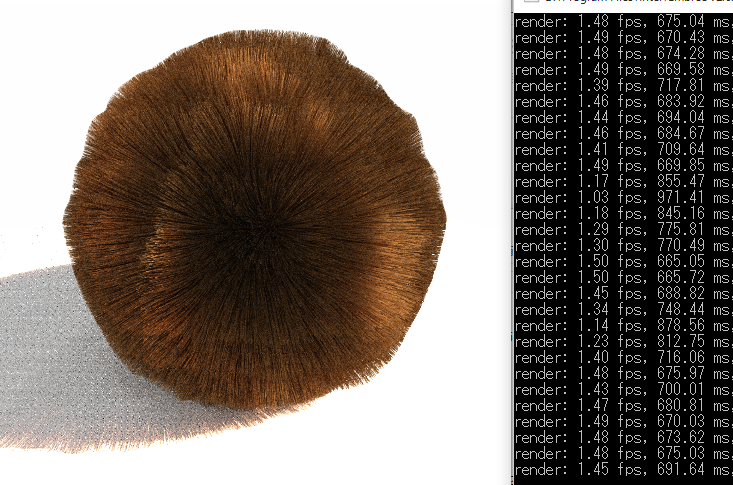 render: 1.48 fps, 675.04 ms,
render: 1.49 fps, 670.43 ms,
render: 1.48 fps, 674.28 ms,
render: 1.49 fps, 669.58 ms,
render: 1.39 fps, 717.81 ms,
render: 1.46 fps, 683.92 ms,
render: 1.44 fps, 694.04 ms,
render: 1.46 fps, 684.67 ms,
render: 1.41 fps, 709.64 ms,
render: 1.49 fps, 669.85 ms,
render: 1.17 fps, 855.47 ms,
render: 1.03 fps, 971.41 ms,
render: 1.18 fps, 845.16 ms,
render: 1.29 fps, 775.81 ms,
render: 1.30 fps, 770.49 ms,
render: 1.50 fps, 665.05 ms,
render: 1.50 fps, 665.72 ms,
render: 1.45 fps, 688.82 ms,
render: 1.34 fps, 748.44 ms,
render: 1.14 fps, 878.56 ms,
render: 1.23 fps, 812.75 ms,
render: 1.40 fps, 716.06 ms,
render: 1.48 fps, 675.97 ms,
render: 1.43 fps, 700.01 ms,
render: 1.47 fps, 680.81 ms,
render: 1.49 fps, 670.03 ms,
render: 1.48 fps, 673.62 ms,
render: 1.48 fps, 675.03 ms,
render: 1.45 fps, 691.64 ms,